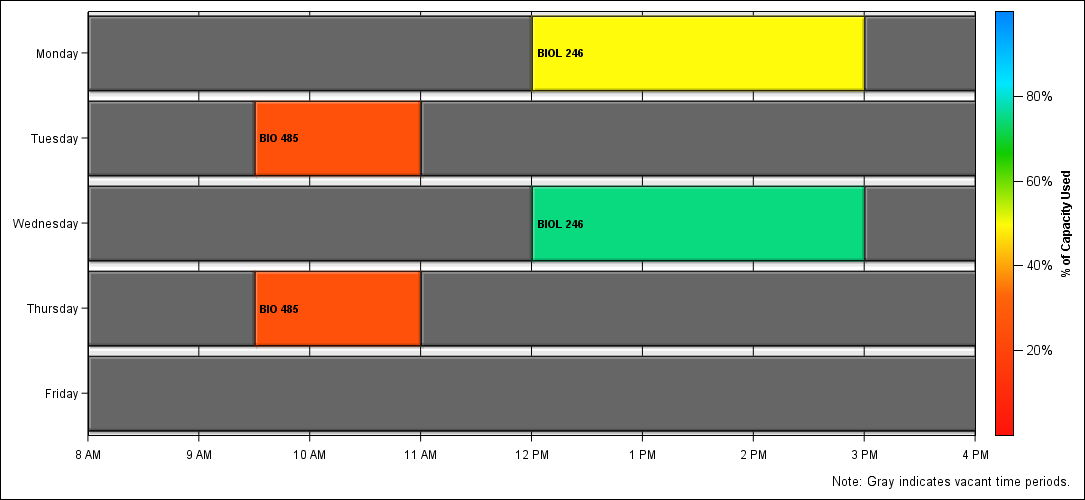 Monday
BIOL 246
Tuesday
BIO 485
Wednesday
BIOL 246
Thursday
BIO 485
Friday
8 AM 9 AM 10 AM 11 AM 12 PM 1 PM 2 PM 3 PM 4 PM
80%
60%
40%
20%
% of Capacity Used
Note: Gray indicates vacant time periods.